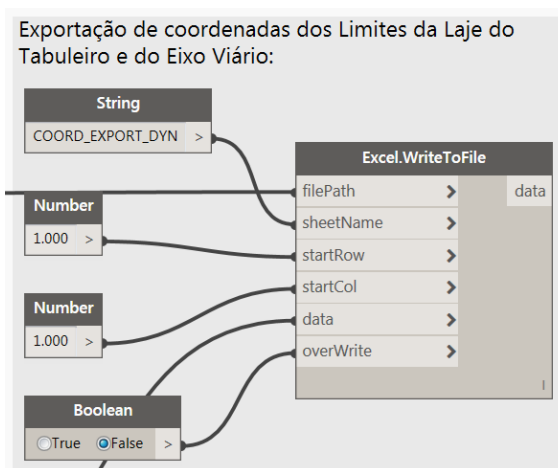 Exportação de coordenadas dos Limites da Laje do
Tabuleiro e do Eixo Viário:
String
COORD_EXPORT_DYN >
Number
1.000 >
Number
1.000 >
Boolean
True False >
Excel.WriteToFile
filePath > data
sheetName >
startRow >
startCol >
data >
overWrite >